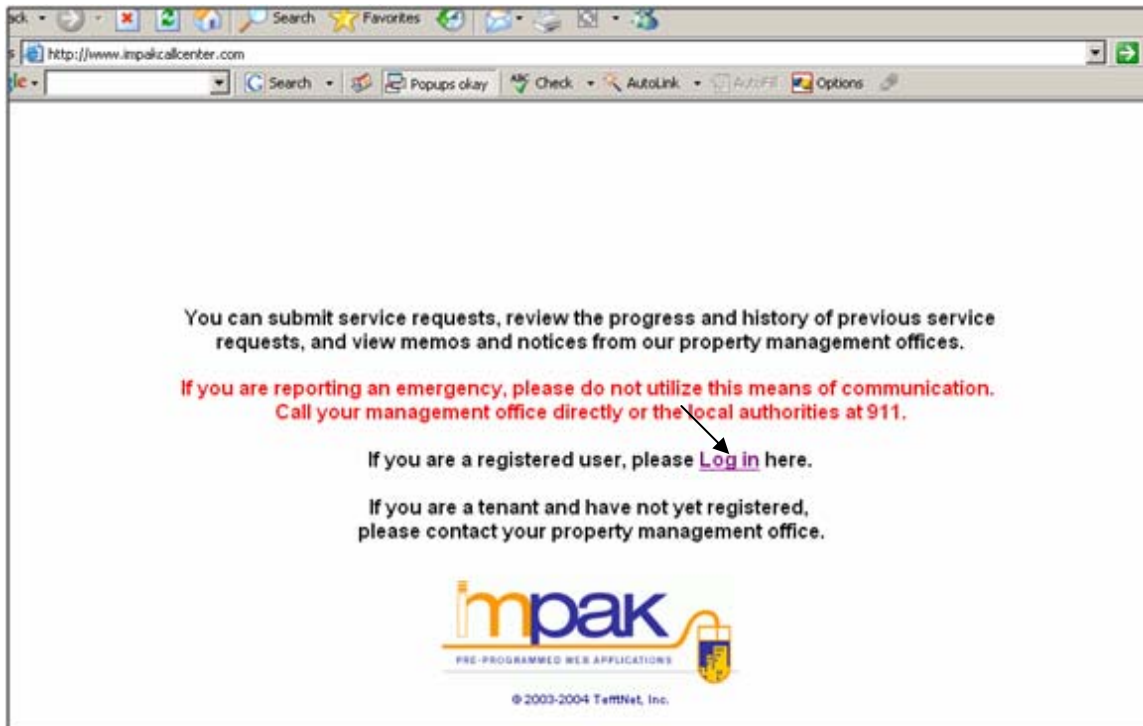 Search Favorites
http://www.impakcallcenter.com
Search Popups okay Check AutoLink AutoFill Options
You can submit service requests, review the progress and history of previous service
requests, and view memos and notices from our property management offices.
If you are reporting an emergency, please do not utilize this means of communication.
Call your management office directly or the local authorities at 911.
If you are a registered user, please Log in here.
If you are a tenant and have not yet registered,
please contact your property management office.
impak
PRE-PROGRAMMED WEB APPLICATIONS
© 2003-2004 TefftNet, Inc.